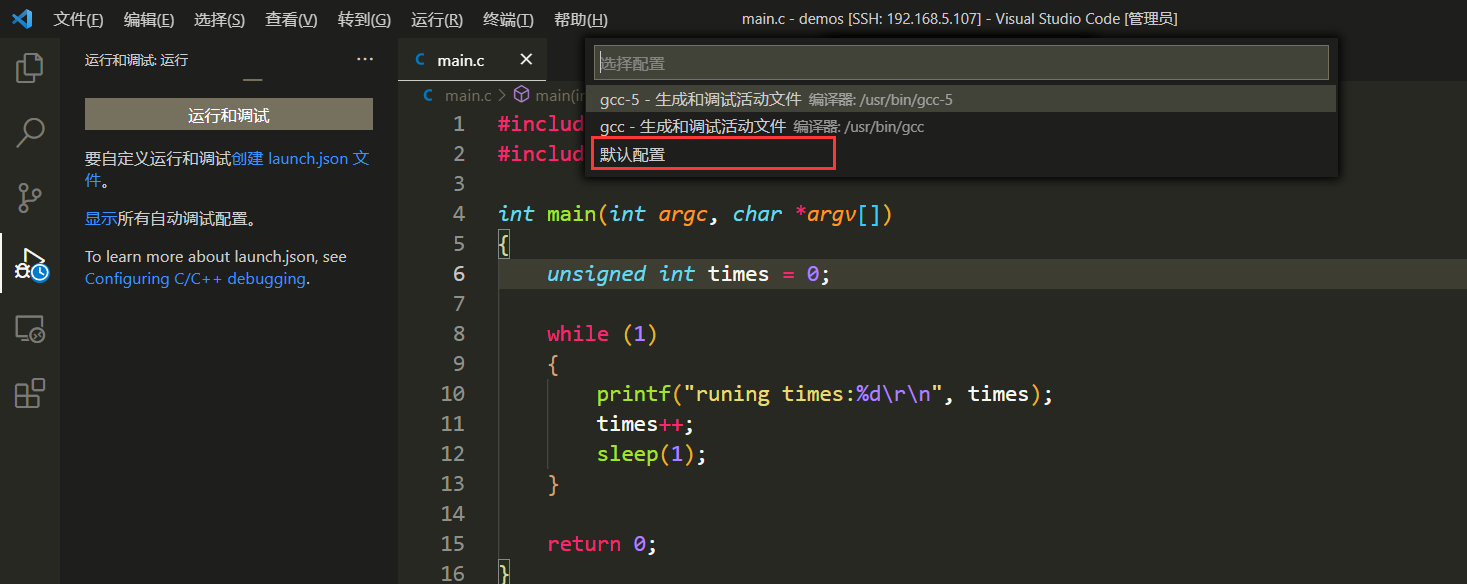 文件(F) 编辑(E) 选择(S) 查看(V) 转到(G) 运行(R) 终端(T) 帮助(H) main.c - demos [SSH: 192.168.5.107] - Visual Studio Code [管理员]
运行和调试: 运行 ···
运行和调试
要自定义运行和调试创建 launch.json 文
件。
显示所有自动调试配置。
To learn more about launch.json, see
Configuring C/C++ debugging.
C main.c ×
C main.c > main(in
选择配置
gcc-5 - 生成和调试活动文件 编译器: /usr/bin/gcc-5
gcc - 生成和调试活动文件 编译器: /usr/bin/gcc
默认配置
1 #includ
2 #includ
3
4 int main(int argc, char *argv[])
5 {
6 unsigned int times = 0;
7
8 while (1)
9 {
10 printf("runing times:%d\r\n", times);
11 times++;
12 sleep(1);
13 }
14
15 return 0;
16 }